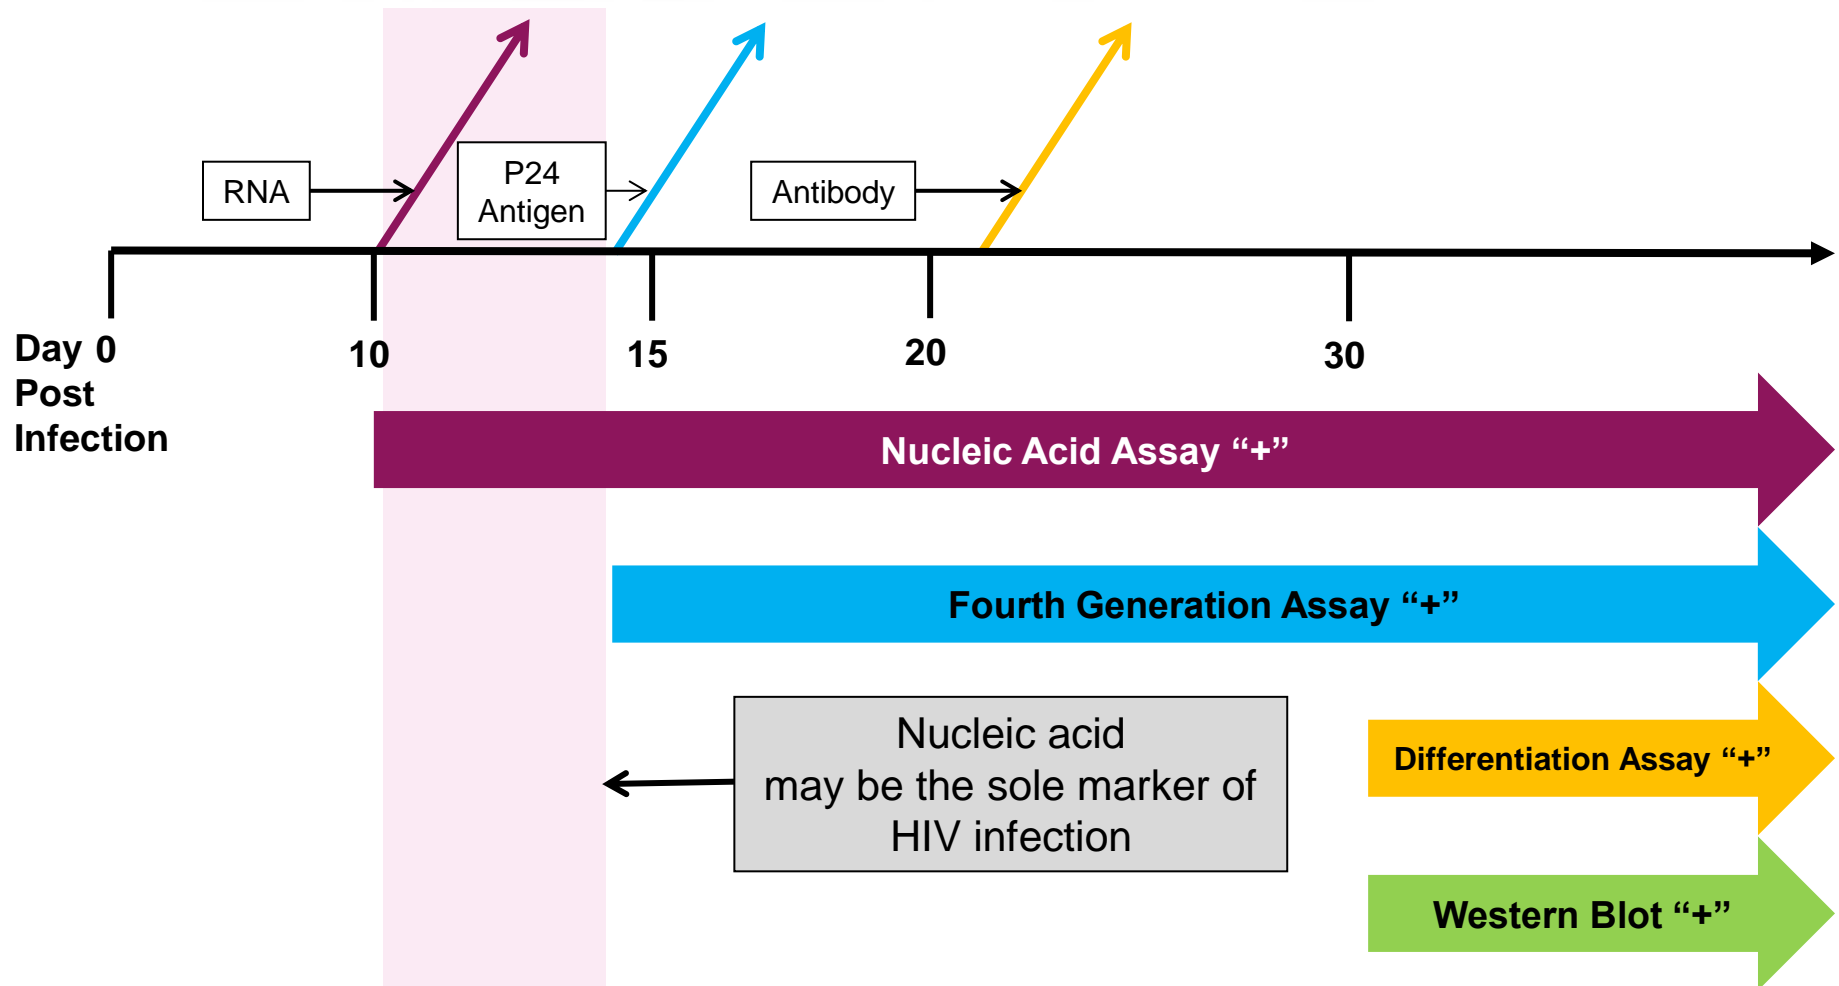 RNA
P24
Antigen
Antibody
Day 0
Post
Infection
10
15
20
30
Nucleic Acid Assay “+”
Fourth Generation Assay “+”
Nucleic acid
may be the sole marker of
HIV infection
Differentiation Assay “+”
Western Blot “+”